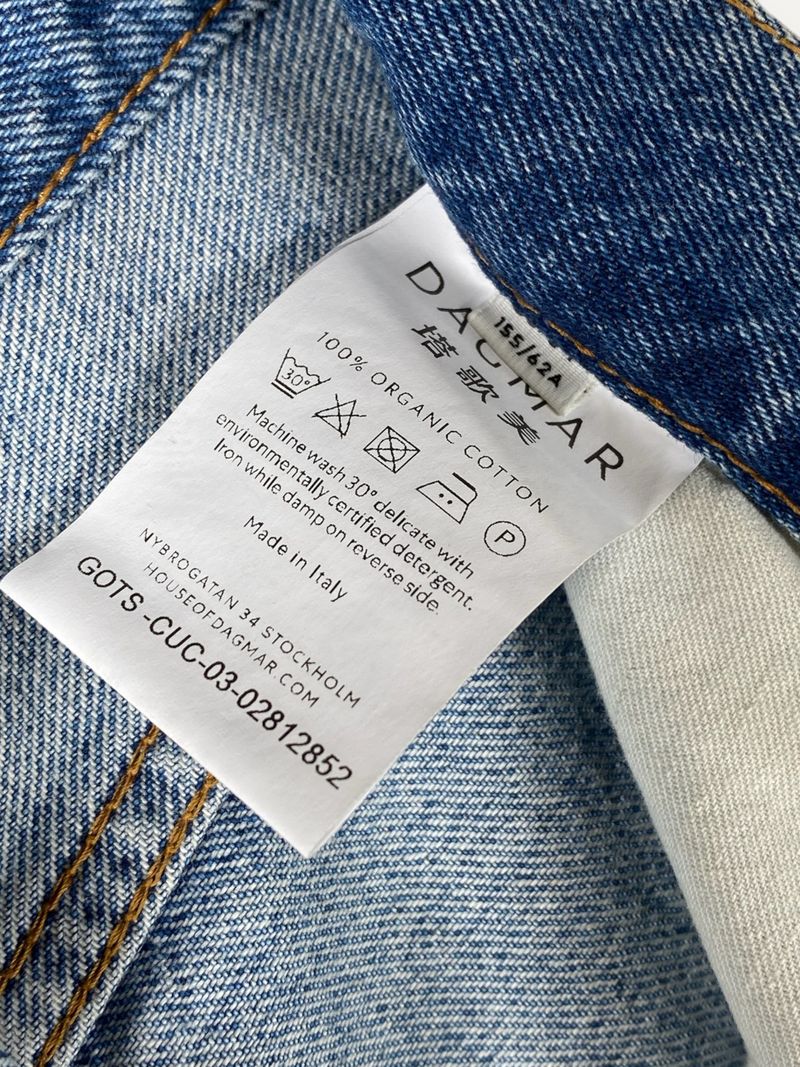 DAGMAR
155/62A
塔歌美
100% ORGANIC COTTON
30°
P
Machine wash 30° delicate with
environmentally certified detergent.
Iron while damp on reverse side.
Made in Italy
NYBROGATAN 34 STOCKHOLM
HOUSEOFDAGMAR.COM
GOTS -CUC-03-02812852